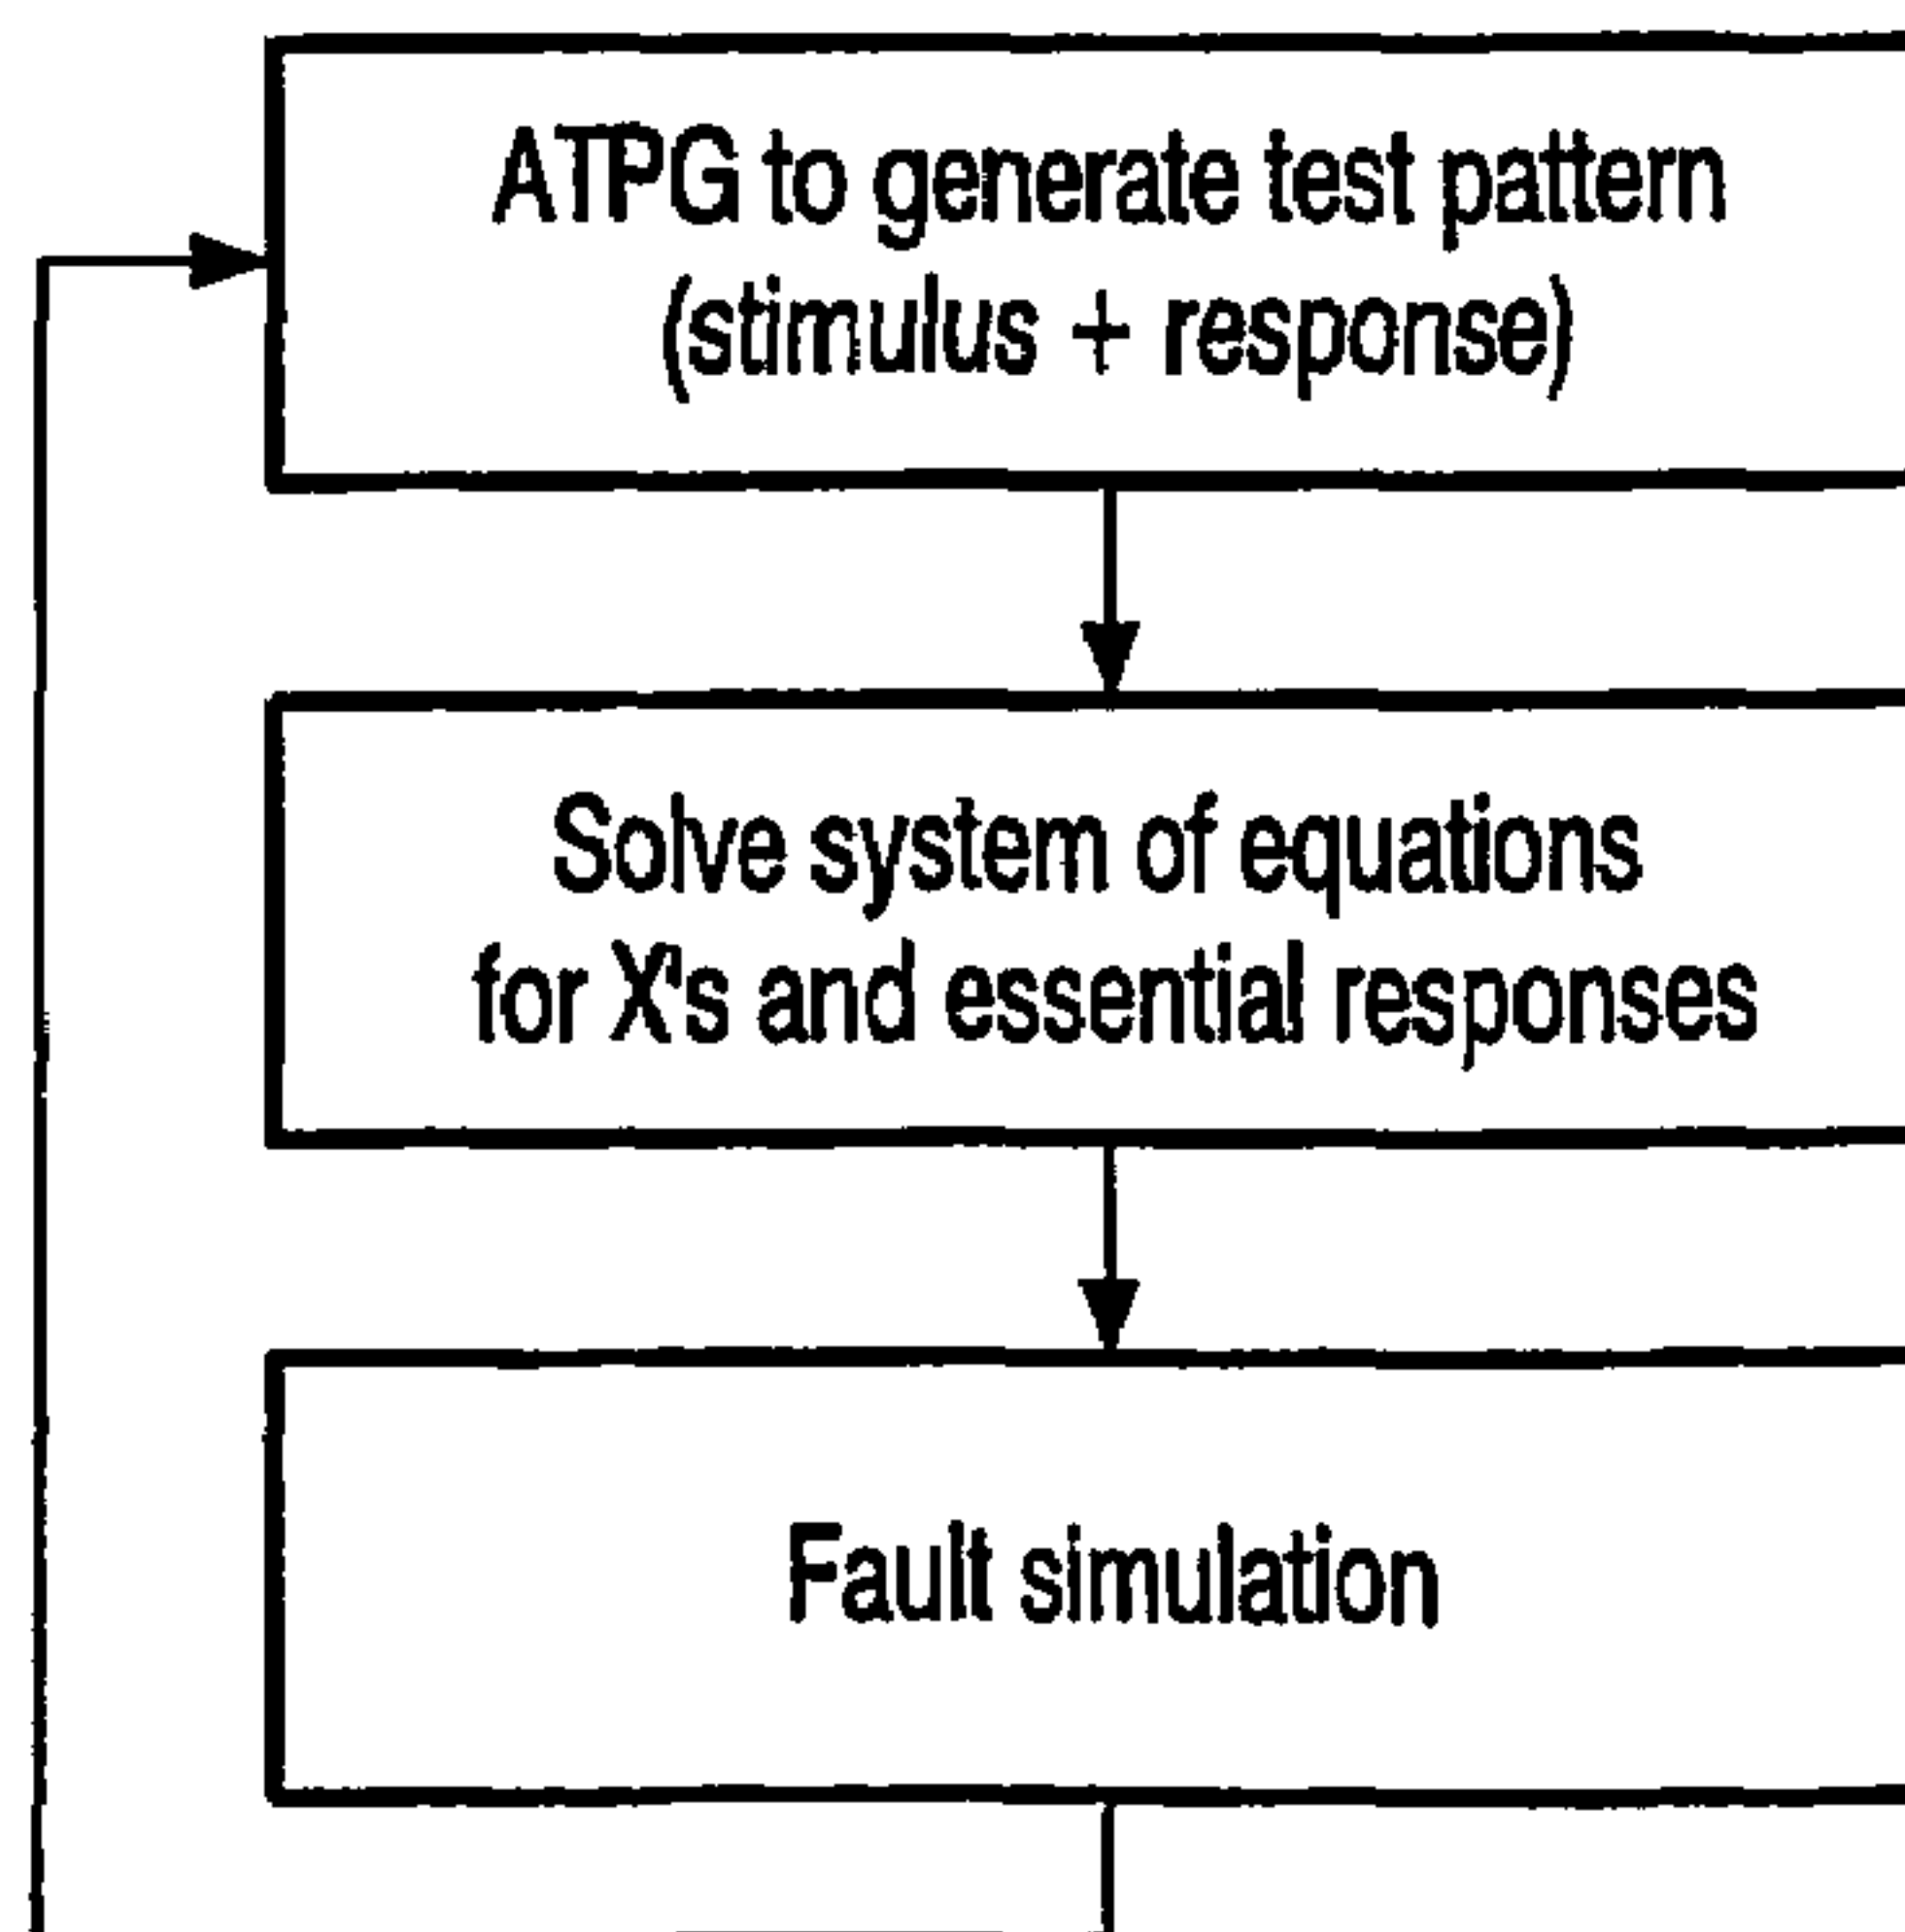 ATPG to generate test pattern
(stimulus + response)
Solve system of equations
for X's and essential responses
Fault simulation